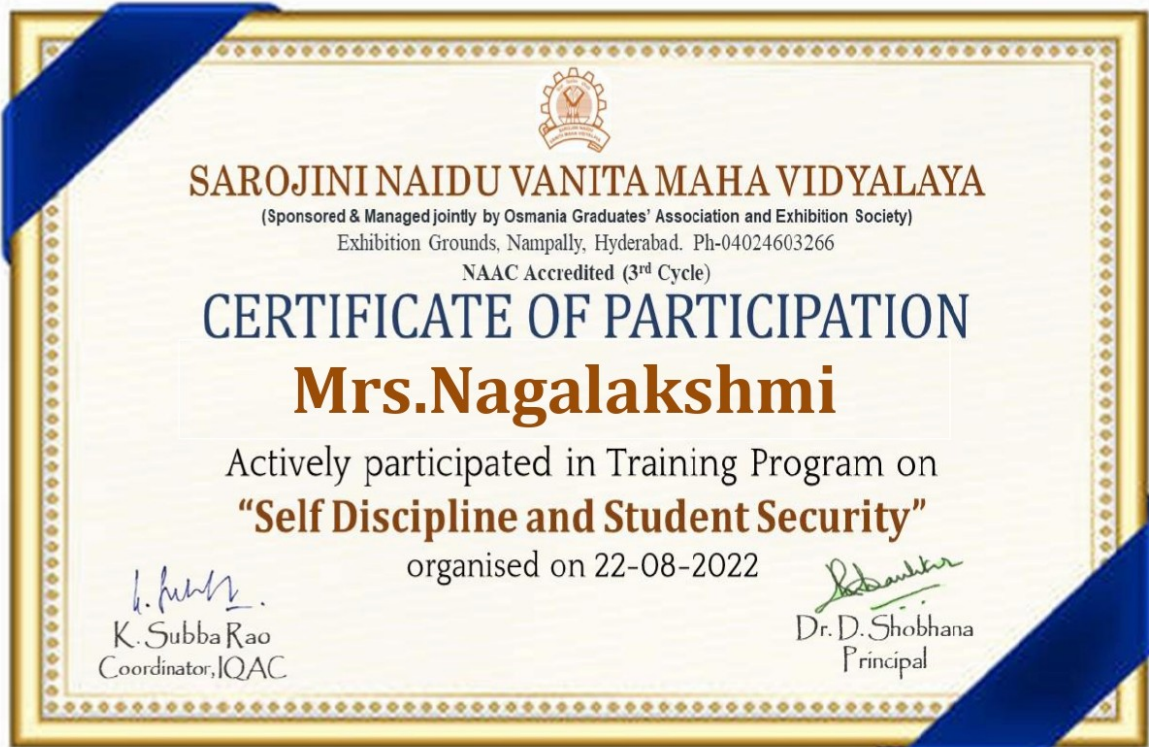 SAROJINI NAIDU VANITA MAHA VIDYALAYA
(Sponsored & Managed jointly by Osmania Graduates' Association and Exhibition Society)
Exhibition Grounds, Nampally, Hyderabad. Ph-04024603266
NAAC Accredited (3rd Cycle)
CERTIFICATE OF PARTICIPATION
Mrs.Nagalakshmi
Actively participated in Training Program on
“Self Discipline and Student Security”
organised on 22-08-2022
K. Subba Rao
Coordinator, IQAC
Dr. D. Shobhana
Principal